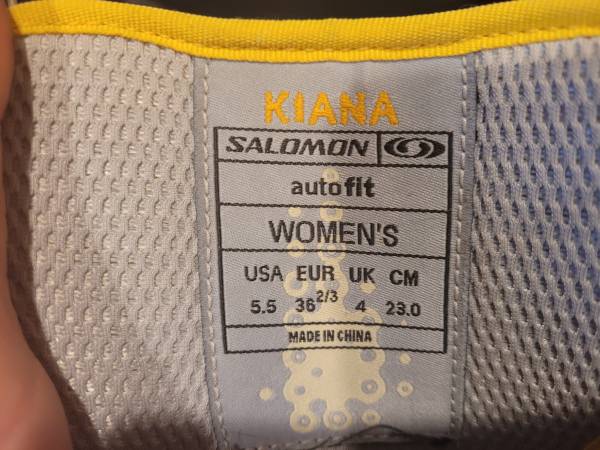 KIANA
SALOMON
autofit
WOMEN'S
USA EUR UK CM
5.5 36 2/3 4 23.0
MADE IN CHINA